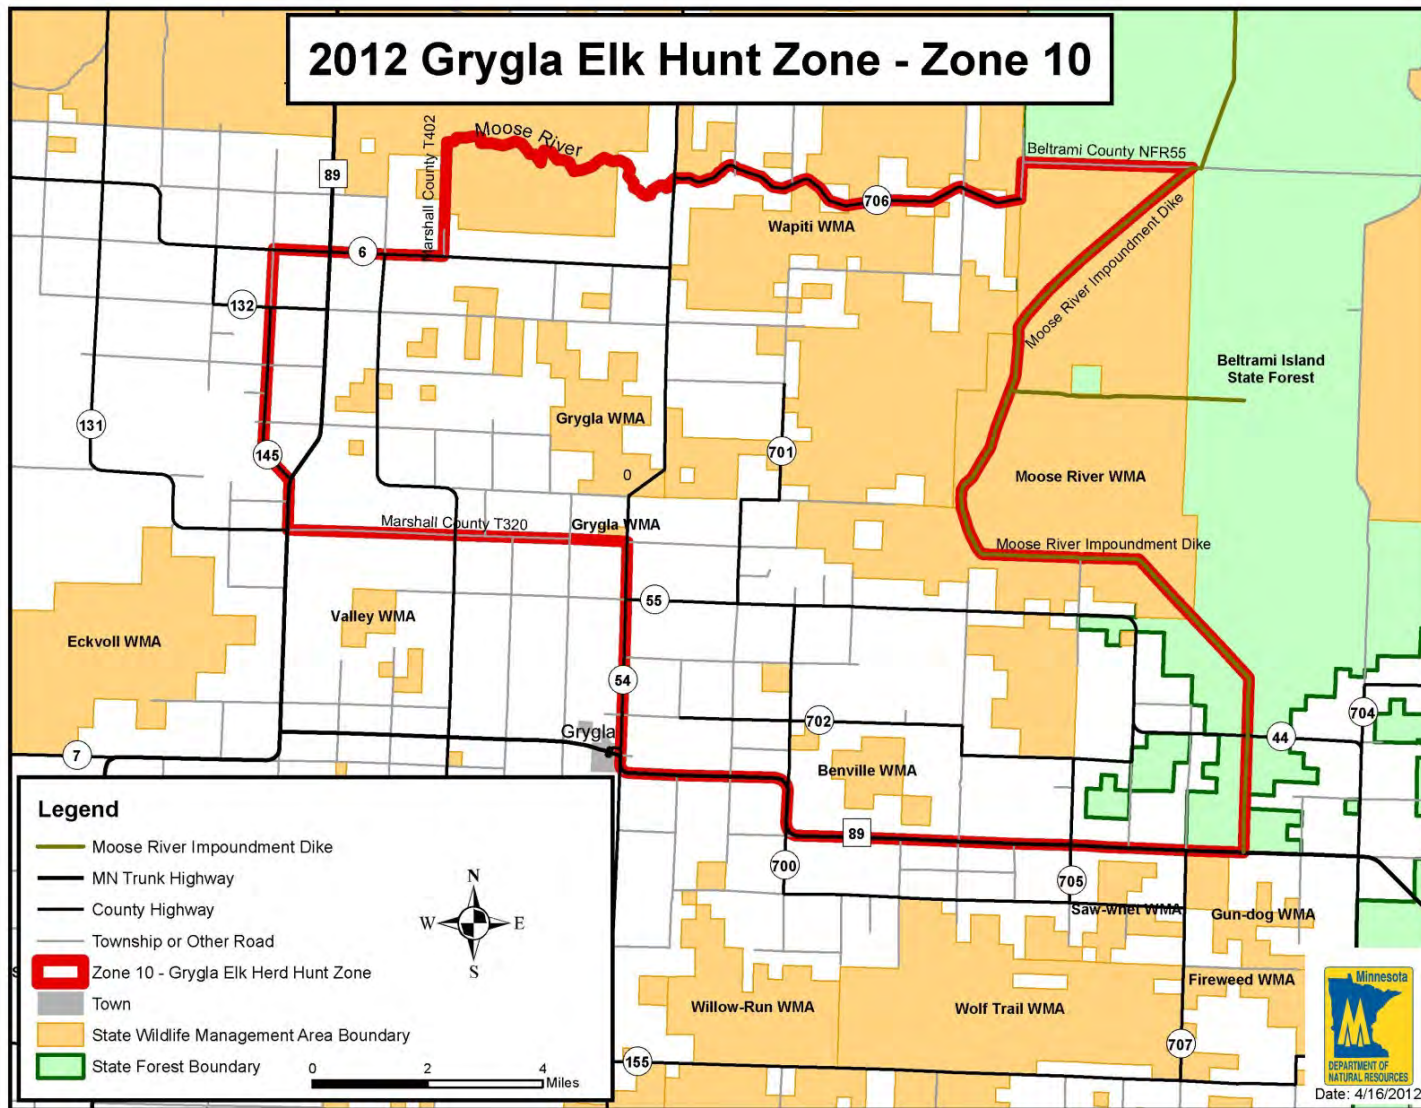 2012 Grygla Elk Hunt Zone - Zone 10
Moose River
Marshall County T402
Beltrami County NFR55
89
706
Wapiti WMA
6
132
Moose River Impoundment Dike
Beltrami Island
State Forest
131
Grygla WMA
145
701
0
Moose River WMA
Marshall County T320
Grygla WMA
Moose River Impoundment Dike
55
Valley WMA
Eckvoll WMA
54
702
704
44
Grygla
7
Benville WMA
89
700
705
Saw-whet WMA
Gun-dog WMA
Willow-Run WMA
Wolf Trail WMA
Fireweed WMA
707
155
Legend
Moose River Impoundment Dike
MN Trunk Highway
County Highway
Township or Other Road
Zone 10 - Grygla Elk Herd Hunt Zone
Town
State Wildlife Management Area Boundary
State Forest Boundary
N
W E
S
0 2 4
Miles
Minnesota
DEPARTMENT OF
NATURAL RESOURCES
Date: 4/16/2012